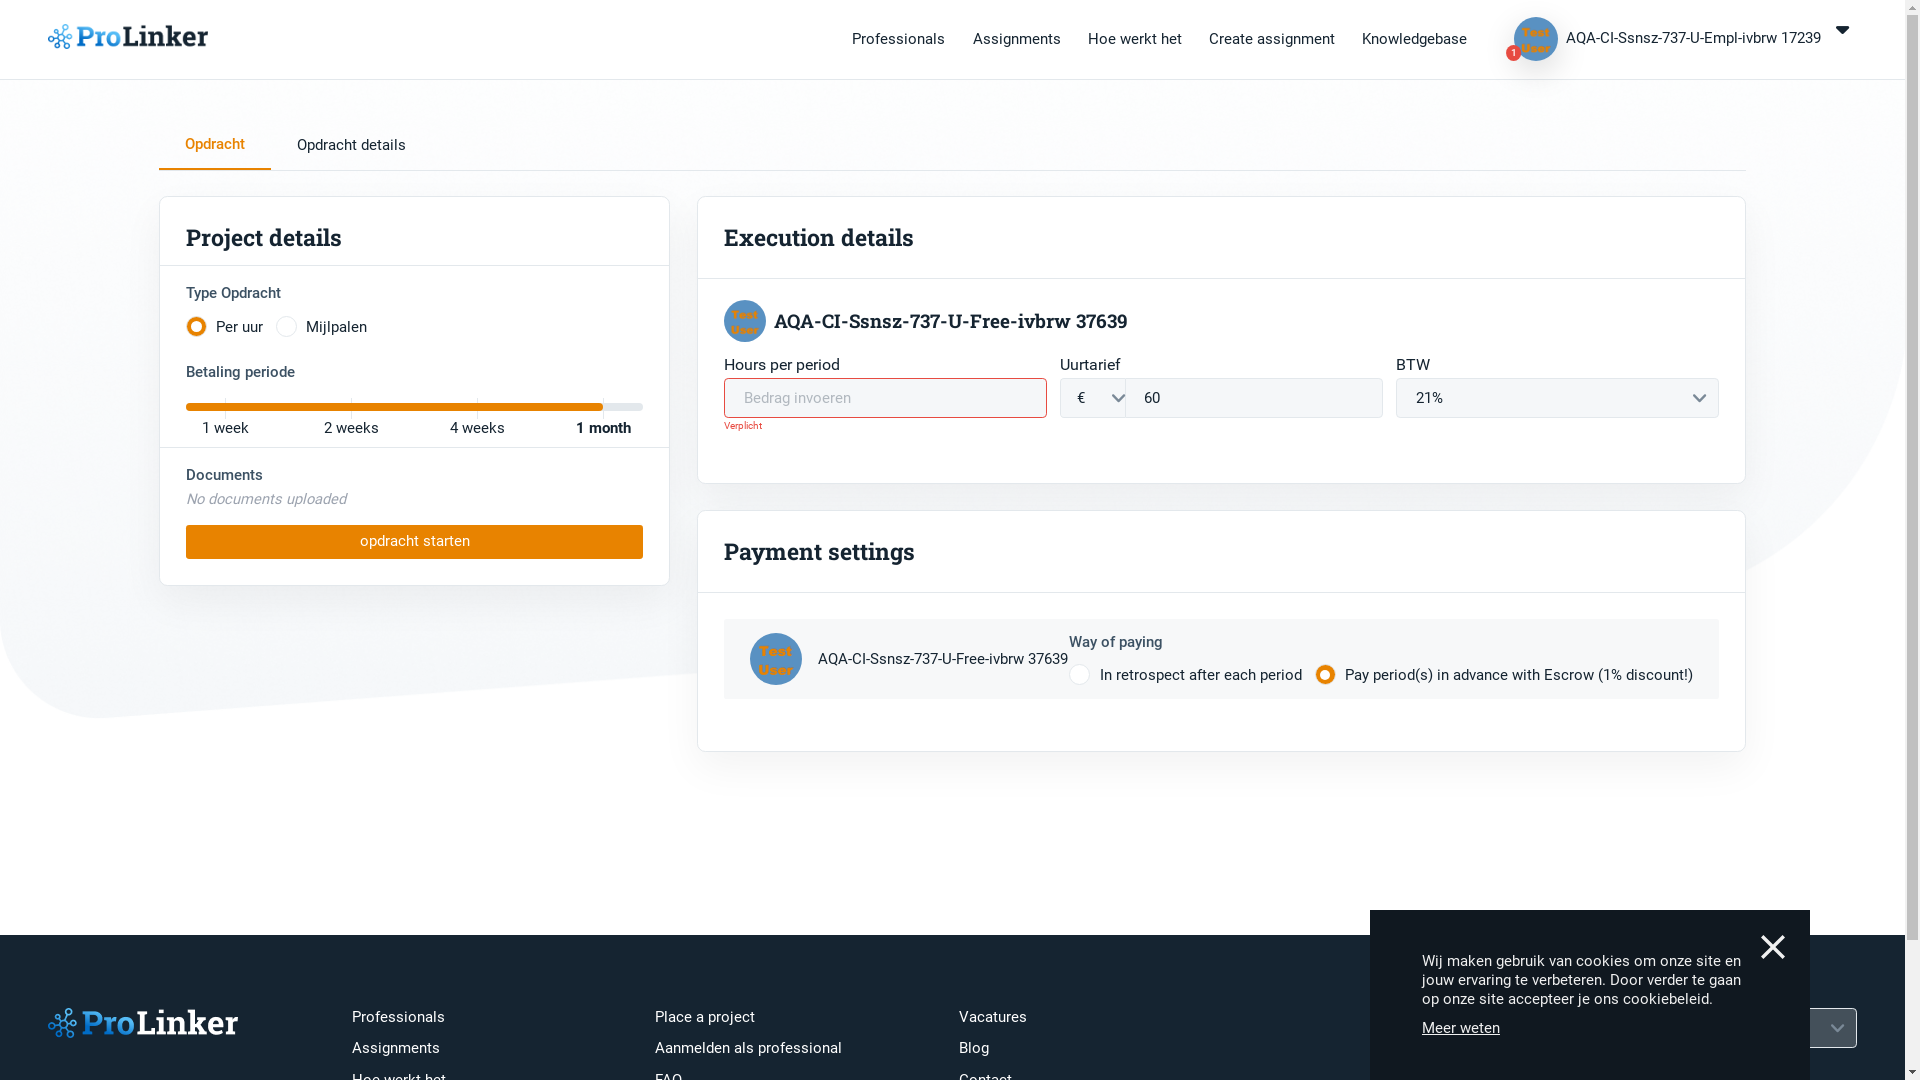 ProLinker
Professionals
Assignments
Hoe werkt het
Create assignment
Knowledgebase
Test
User
1
AQA-CI-Ssnsz-737-U-Empl-ivbrw 17239
Opdracht
Opdracht details
Project details
Type Opdracht
Per uur
Mijlpalen
Betaling periode
1 week
2 weeks
4 weeks
1 month
Documents
No documents uploaded
opdracht starten
Execution details
Test
User
AQA-CI-Ssnsz-737-U-Free-ivbrw 37639
Hours per period
Uurtarief
BTW
Bedrag invoeren
€
60
21%
Verplicht
Payment settings
Test
User
AQA-CI-Ssnsz-737-U-Free-ivbrw 37639
Way of paying
In retrospect after each period
Pay period(s) in advance with Escrow (1% discount!)
Wij maken gebruik van cookies om onze site en
jouw ervaring te verbeteren. Door verder te gaan
op onze site accepteer je ons cookiebeleid.
Meer weten
ProLinker
Professionals
Assignments
Hoe werkt het
Place a project
Aanmelden als professional
FAQ
Vacatures
Blog
Contact